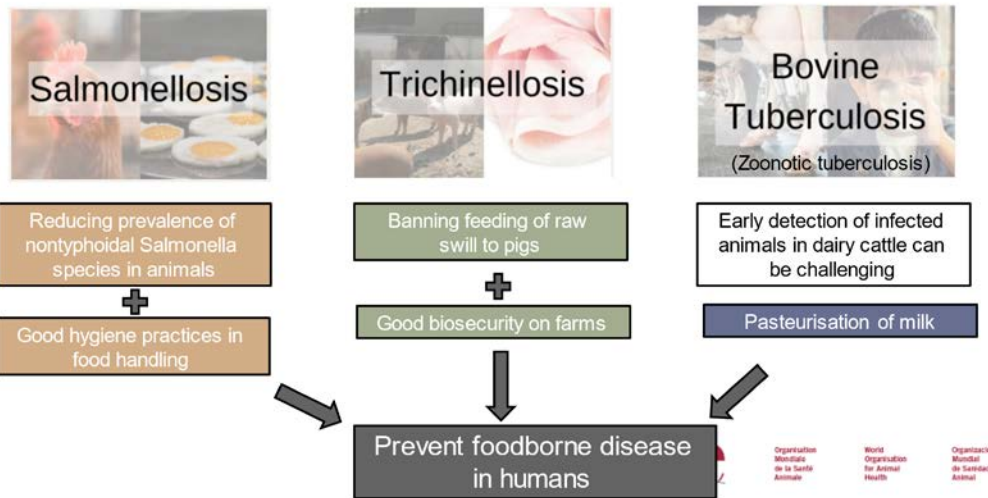 Salmonellosis
Trichinellosis
Bovine
Tuberculosis
(Zoonotic tuberculosis)
Reducing prevalence of
nontyphoidal Salmonella
species in animals
Good hygiene practices in
food handling
Banning feeding of raw
swill to pigs
Good biosecurity on farms
Early detection of infected
animals in dairy cattle can
be challenging
Pasteurisation of milk
Prevent foodborne disease
in humans
Organisation
Mondiale
de la Santé
Animale
World
Organisation
for Animal
Health
Mundial
de Sanidad
Animal